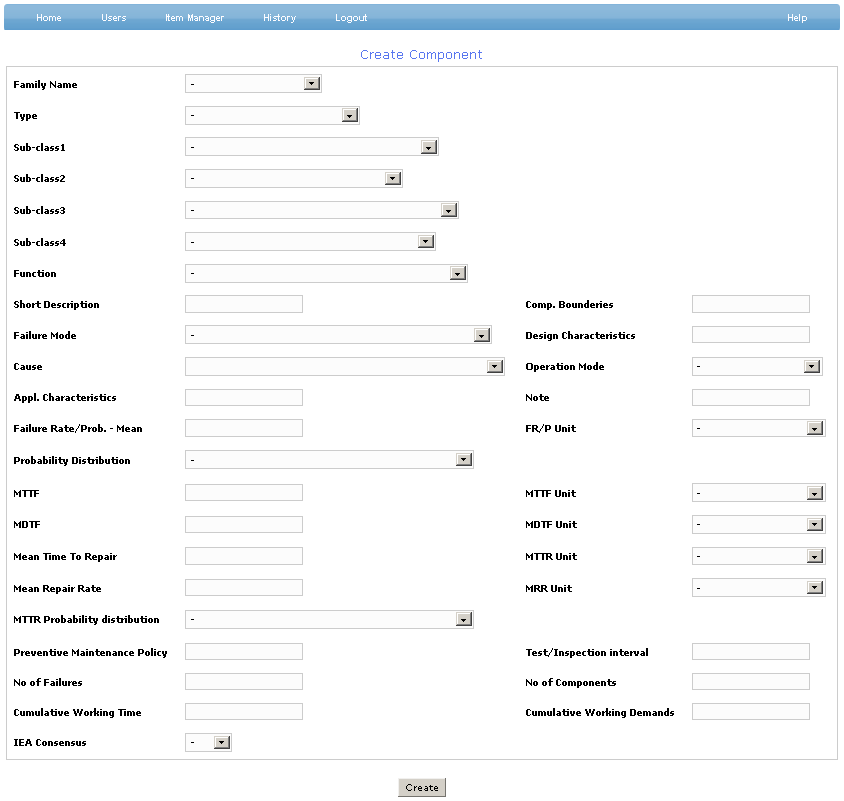 Home Users Item Manager History Logout Help
Create Component
Family Name -
Type -
Sub-class1 -
Sub-class2 -
Sub-class3 -
Sub-class4 -
Function -
Short Description Comp. Bounderies
Failure Mode - Design Characteristics
Cause Operation Mode -
Appl. Characteristics Note
Failure Rate/Prob. - Mean FR/P Unit -
Probability Distribution -
MTTF MTTF Unit -
MDTF MDTF Unit -
Mean Time To Repair MTTR Unit -
Mean Repair Rate MRR Unit -
MTTR Probability distribution -
Preventive Maintenance Policy Test/Inspection interval
No of Failures No of Components
Cumulative Working Time Cumulative Working Demands
IEA Consensus -
Create